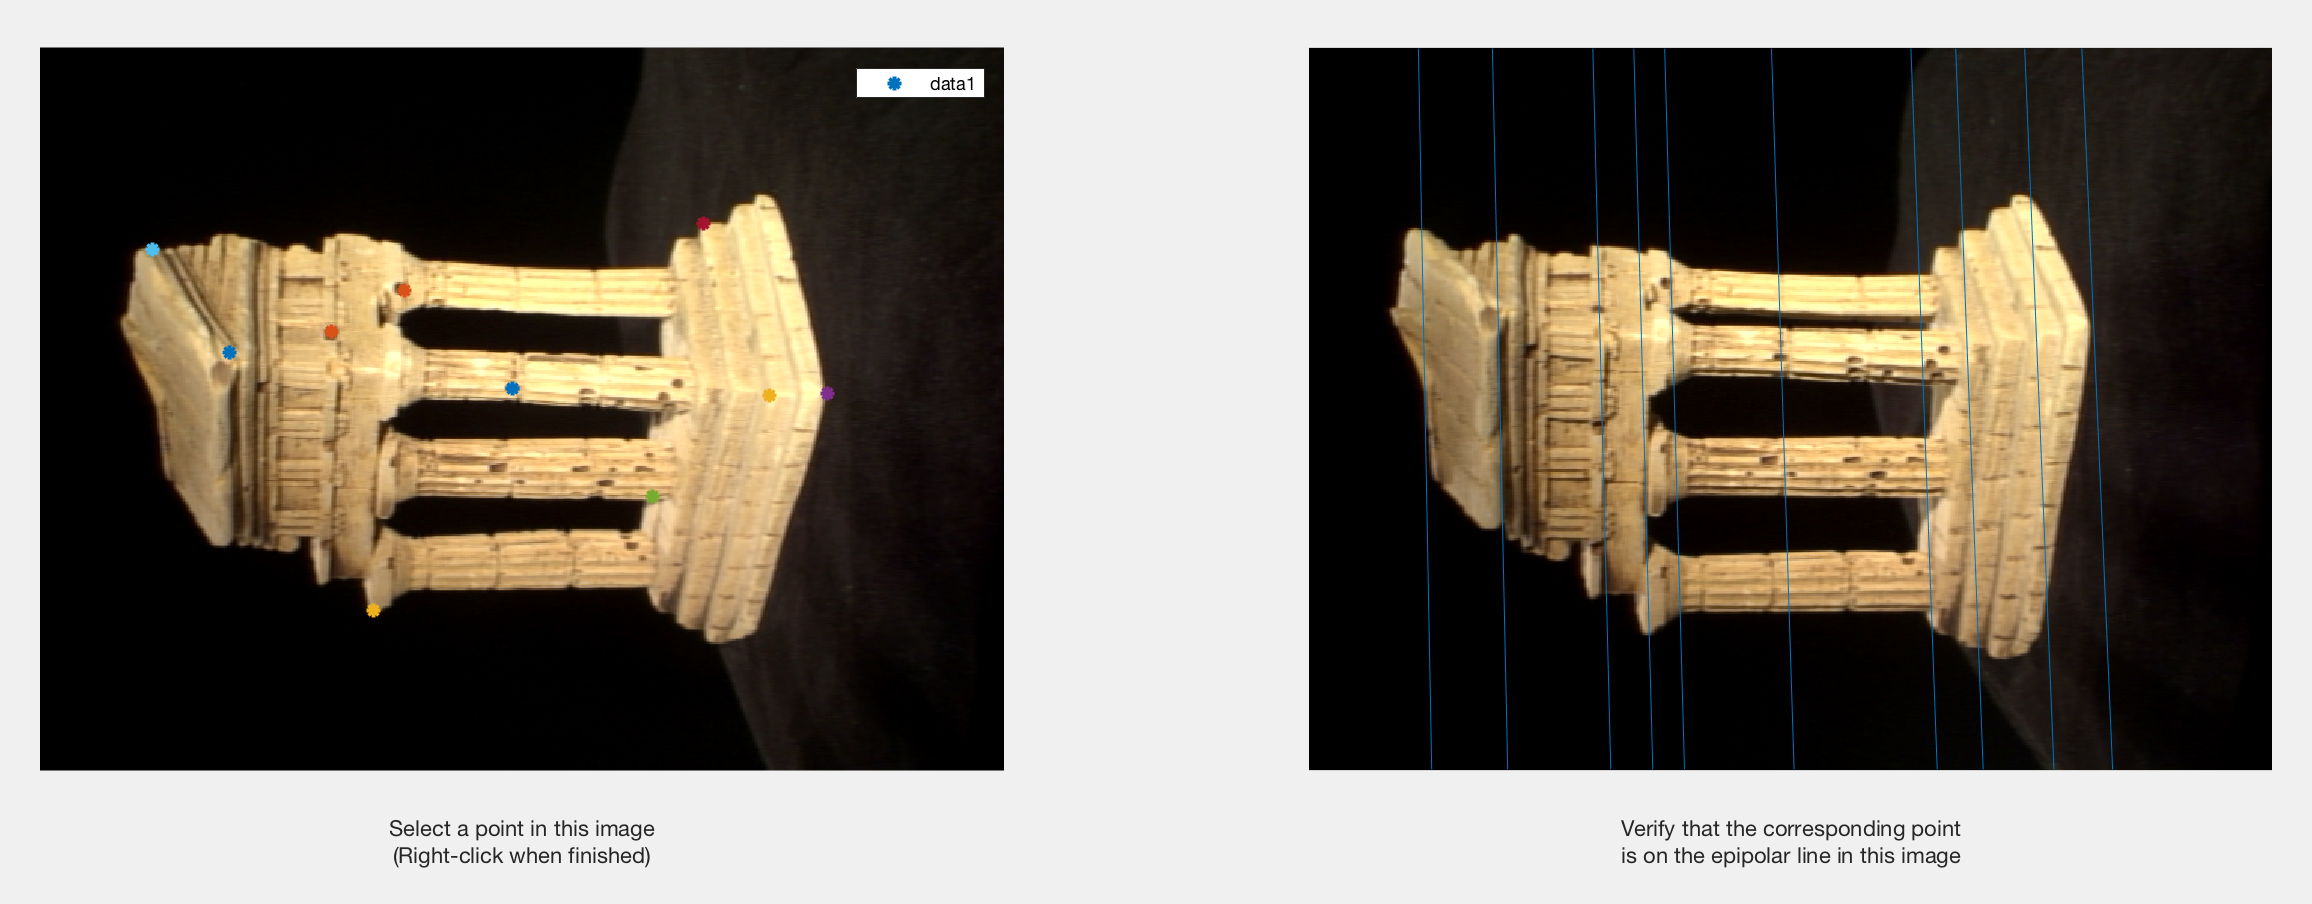 data1
Select a point in this image
(Right-click when finished)
Verify that the corresponding point
is on the epipolar line in this image